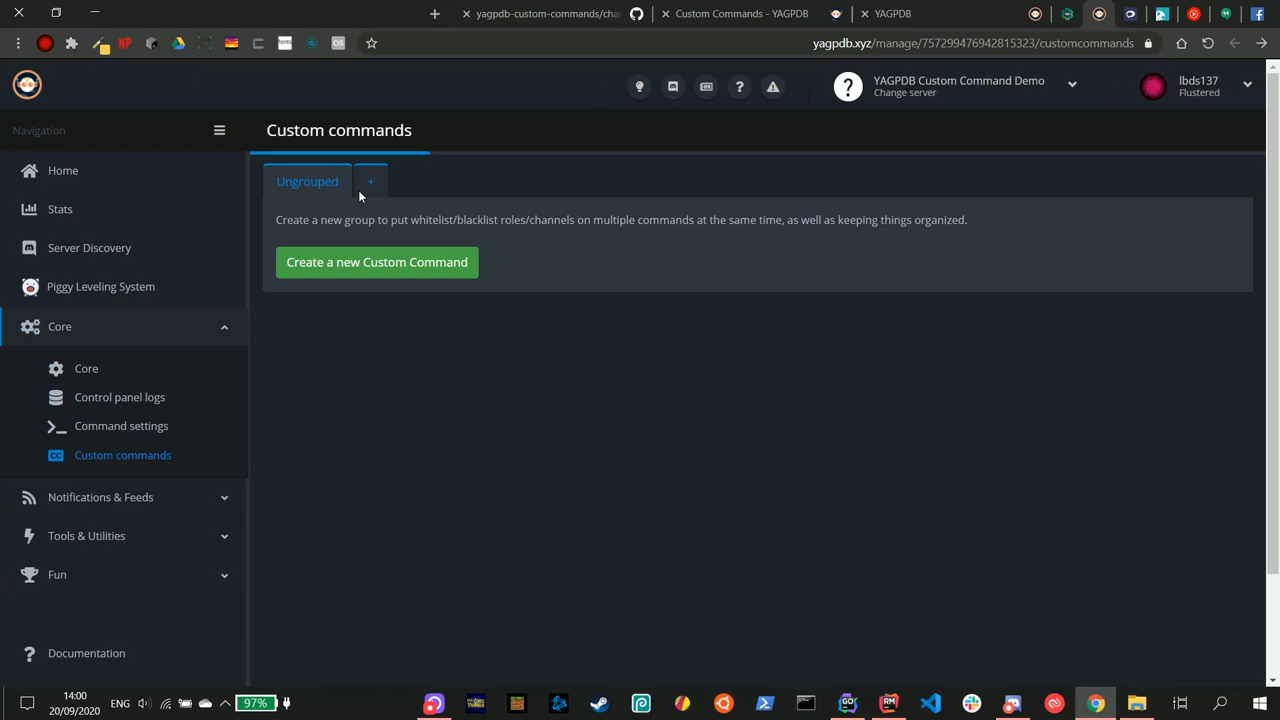 yagpdb-custom-commands/cha
Custom Commands - YAGPDB
YAGPDB
yagpdb.xyz/manage/757299476942815323/customcommands
YAGPDB Custom Command Demo
Change server
lbds137
Flustered
Navigation
Custom commands
Home
Stats
Server Discovery
Piggy Leveling System
Core
Core
Control panel logs
Command settings
Custom commands
Notifications & Feeds
Tools & Utilities
Fun
Documentation
Ungrouped
+
Create a new group to put whitelist/blacklist roles/channels on multiple commands at the same time, as well as keeping things organized.
Create a new Custom Command
14:00
20/09/2020
ENG
97%